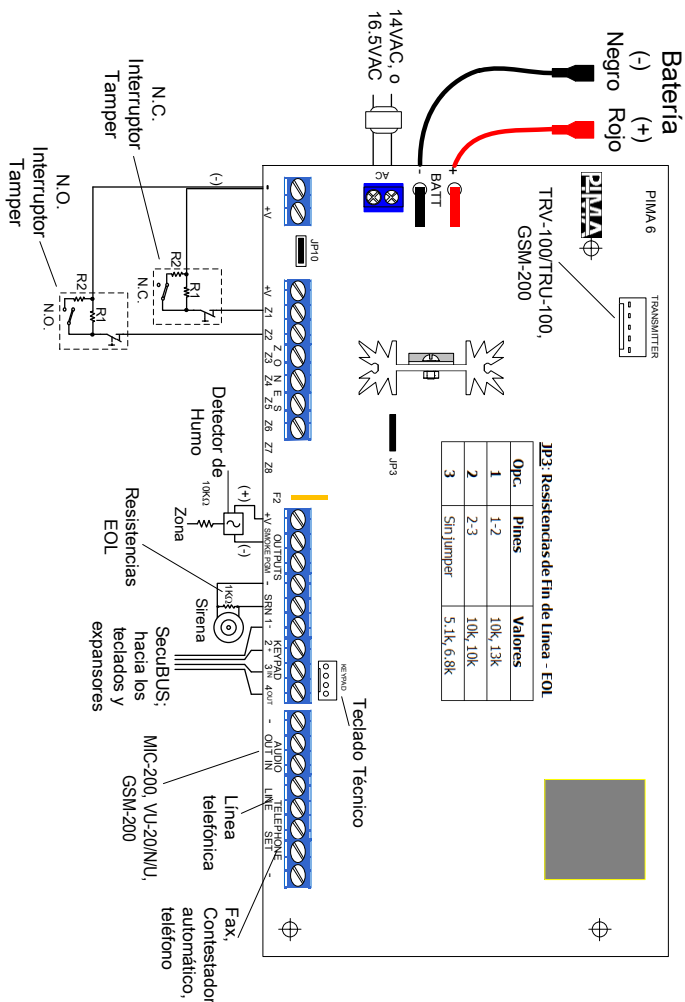 Batería
(-)
Negro
(+)
Rojo
14VAC, o
16.5VAC
PIMA 6
PIMA
TRV-100/TRU-100,
GSM-200
TRANSMITTER
+
BATT
-
AC
JP10
JP3
JP3: Resistencias de Fin de Línea - EOL
Opc. Pines Valores
1 1-2 10k, 13k
2 2-3 10k, 10k
3 Sin jumper 5.1k, 6.8k
- +V
+V Z1 Z2 Z3 Z4 Z5 Z6 Z7 Z8
ZONES
F2
+V SMOKE PGM - SRN 1- 2+ 3IN 4OUT
OUTPUTS
KEYPAD
KEYPAD
Teclado Técnico
- OUT IN LINE SET -
AUDIO
TELEPHONE
(-)
R2
R1
N.C.
R2
R1
N.O.
N.C.
Interruptor
Tamper
N.O.
Interruptor
Tamper
Detector de
Humo
(+)
(-)
10KΩ
Zona
Resistencias
EOL
1KΩ
Sirena
SecuBUS;
hacia los
teclados y
expansores
MIC-200, VU-20/N/U,
GSM-200
Línea
telefónica
Fax,
Contestador
automático,
teléfono